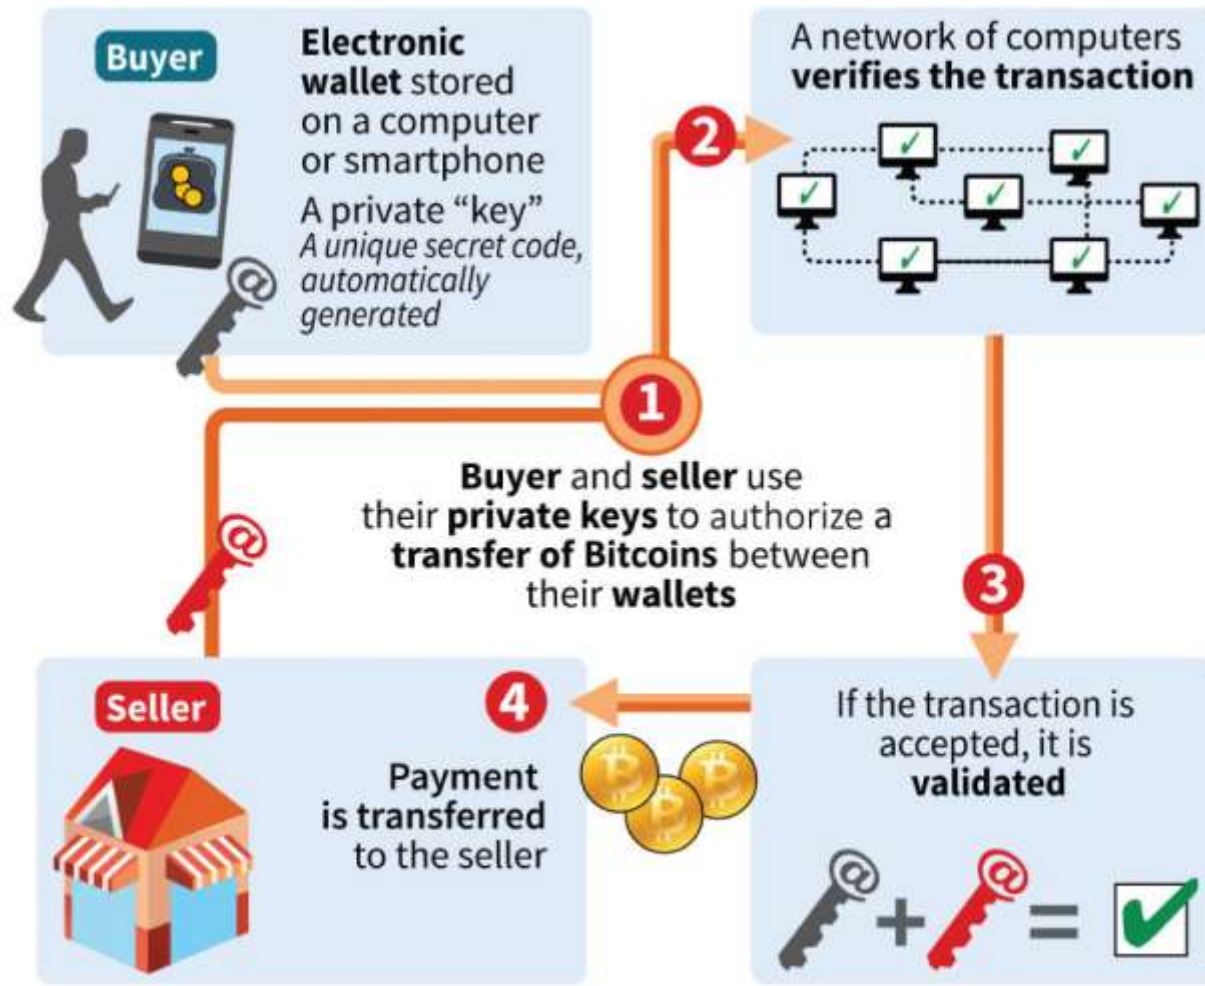 Buyer
Electronic
wallet stored
on a computer
or smartphone
A private “key”
A unique secret code,
automatically
generated
2
A network of computers
verifies the transaction
1
Buyer and seller use
their private keys to authorize a
transfer of Bitcoins between
their wallets
3
Seller
4
Payment
is transferred
to the seller
If the transaction is
accepted, it is
validated
+ =